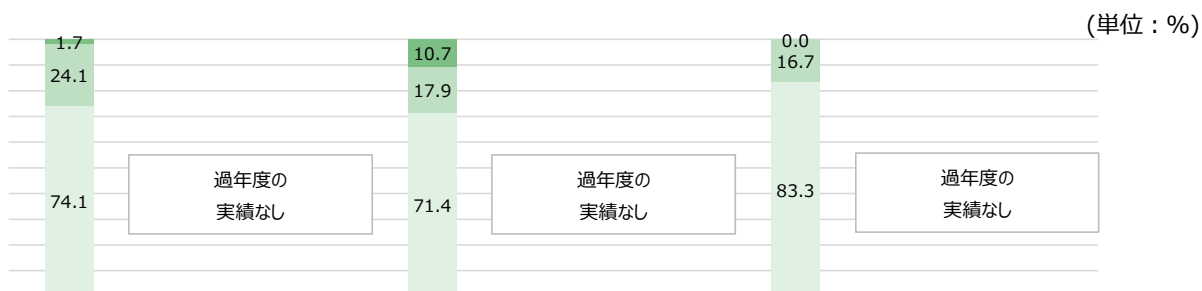 (単位：%)
1.7
10.7
0.0
24.1
17.9
16.7
74.1
71.4
83.3
過年度の
実績なし
過年度の
実績なし
過年度の
実績なし